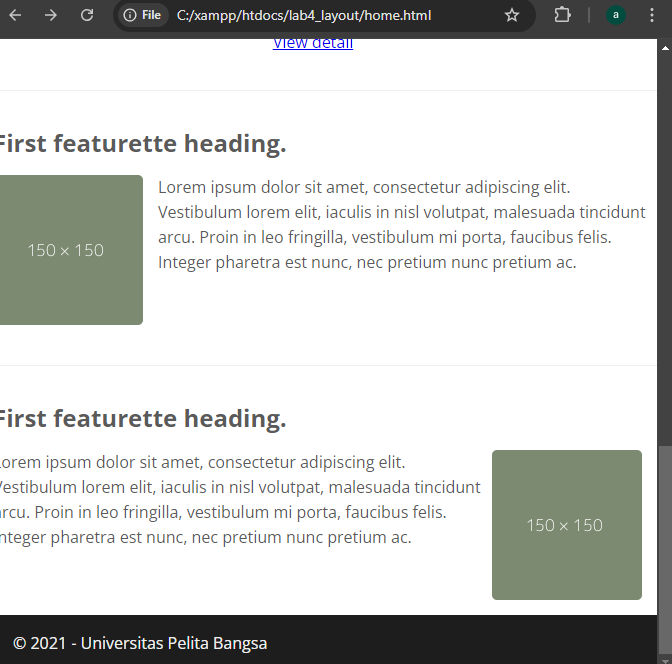 File
C:/xampp/htdocs/lab4_layout/home.html
a
View detail
First featurette heading.
150 × 150
Lorem ipsum dolor sit amet, consectetur adipiscing elit.
Vestibulum lorem elit, iaculis in nisl volutpat, malesuada tincidunt
arcu. Proin in leo fringilla, vestibulum mi porta, faucibus felis.
Integer pharetra est nunc, nec pretium nunc pretium ac.
First featurette heading.
Lorem ipsum dolor sit amet, consectetur adipiscing elit.
Vestibulum lorem elit, iaculis in nisl volutpat, malesuada tincidunt
arcu. Proin in leo fringilla, vestibulum mi porta, faucibus felis.
Integer pharetra est nunc, nec pretium nunc pretium ac.
150 × 150
© 2021 - Universitas Pelita Bangsa